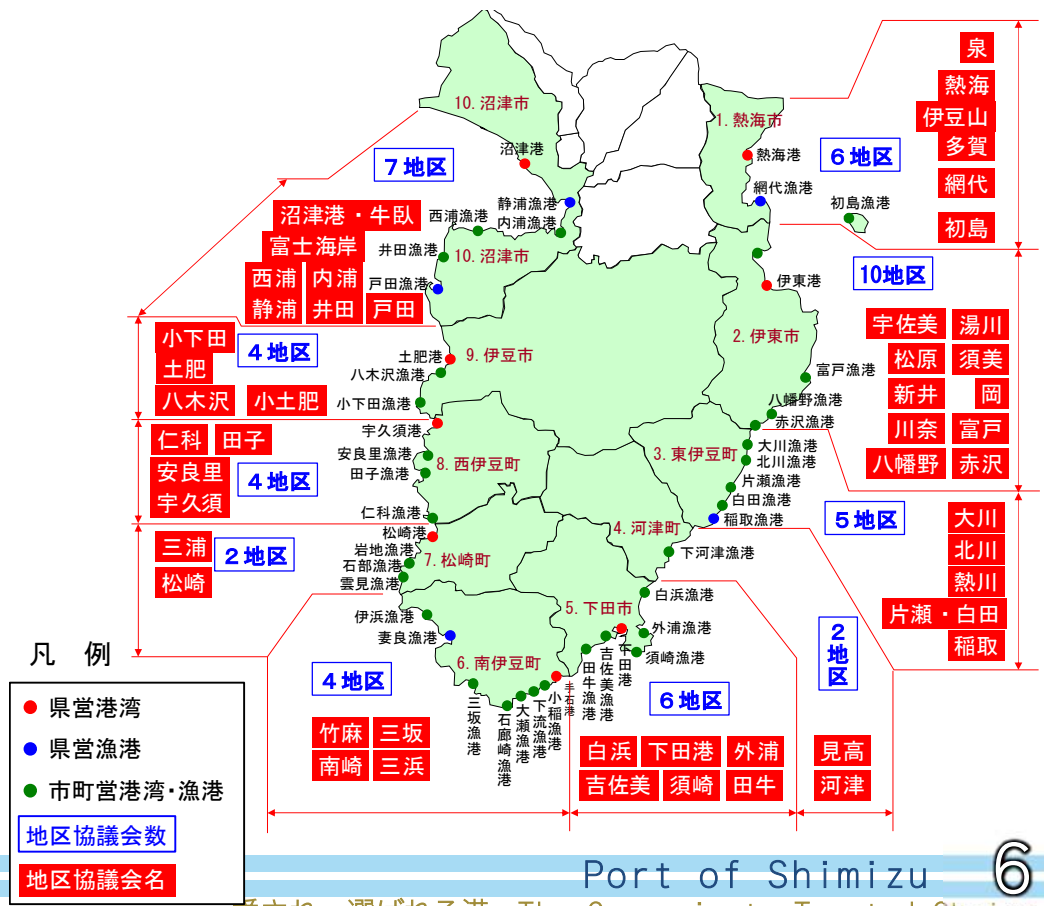 10.沼津市
沼津港
7地区
静浦漁港
内浦漁港
西浦漁港
井田漁港
10.沼津市
戸田漁港
沼津港・牛臥
富士海岸
西浦 内浦
静浦 井田 戸田
1.熱海市
熱海港
網代漁港
初島漁港
6地区
泉
熱海
伊豆山
多賀
網代
初島
10地区
伊東港
2.伊東市
富戸漁港
八幡野漁港
赤沢漁港
宇佐美 湯川
松原 須美
新井 岡
川奈 富戸
八幡野 赤沢
小下田
土肥
八木沢 小土肥
4地区
土肥港
八木沢漁港
小下田漁港
9.伊豆市
仁科 田子
安良里
宇久須
4地区
宇久須港
安良里漁港
田子漁港
仁科漁港
8.西伊豆町
3.東伊豆町
大川漁港
北川漁港
片瀬漁港
白田漁港
稲取漁港
5地区
大川
北川
熱川
片瀬・白田
稲取
三浦
松崎
2地区
松崎港
岩地漁港
石部漁港
雲見漁港
7.松崎町
4.河津町
下河津漁港
2地区
見高
河津
伊浜漁港
妻良漁港
6.南伊豆町
4地区
三坂漁港
石廊崎漁港
大瀬漁港
下流漁港
小稲漁港
手石港
竹麻 三坂
南崎 三浜
5.下田市
白浜漁港
外浦漁港
須崎漁港
下田港
吉佐美漁港
田牛漁港
6地区
白浜 下田港 外浦
吉佐美 須崎 田牛
凡 例
県営港湾
県営漁港
市町営港湾・漁港
地区協議会数
地区協議会名
Port of Shimizu
6